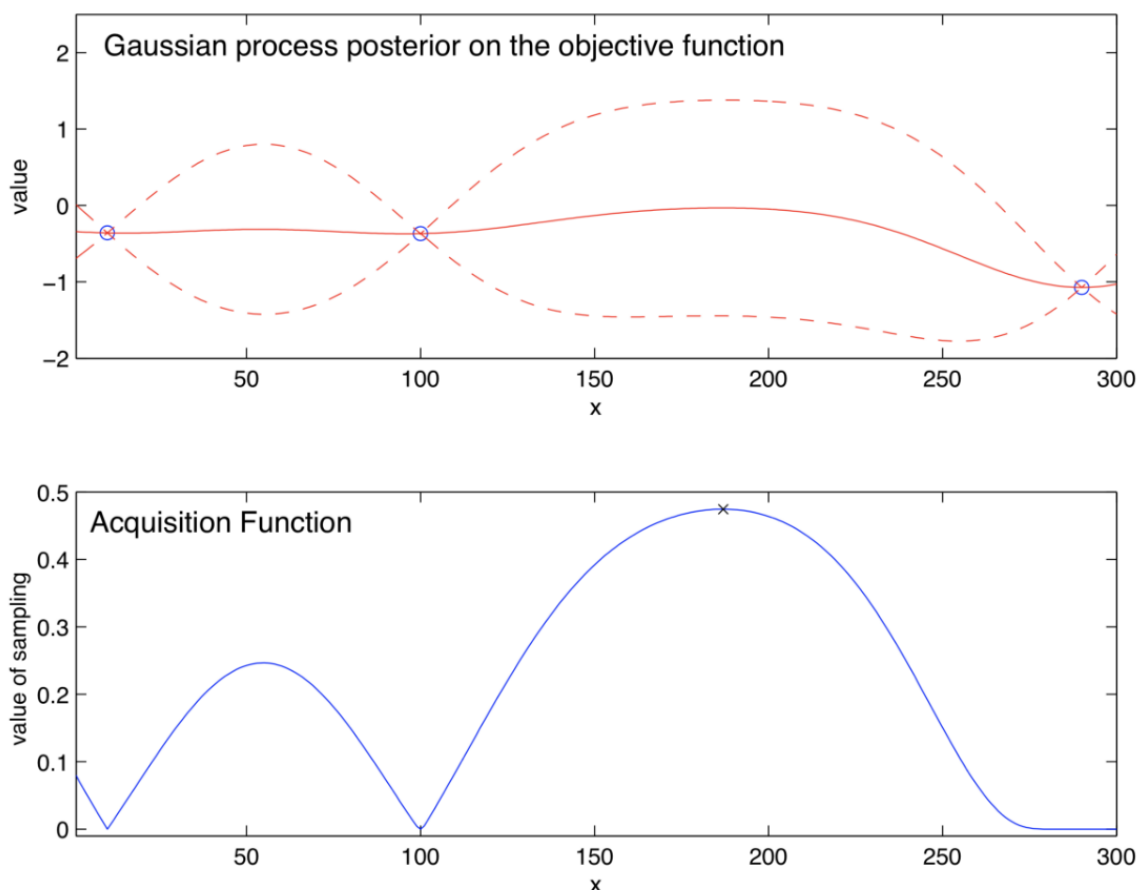 Gaussian process posterior on the objective function
2
1
0
−1
−2
value
50 100 150 200 250 300
x
Acquisition Function
0.5
0.4
0.3
0.2
0.1
0
value of sampling
50 100 150 200 250 300
x